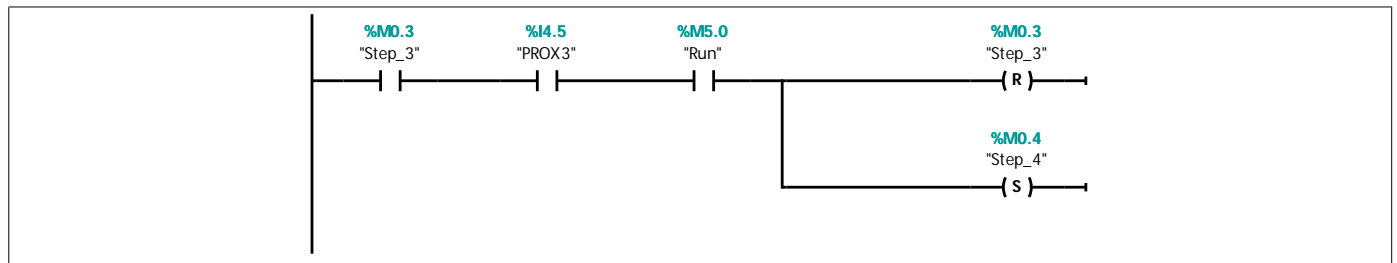 %M0.3 %I4.5 %M5.0 %M0.3
"Step_3" "PROX3" "Run" "Step_3"
R
%M0.4
"Step_4"
S